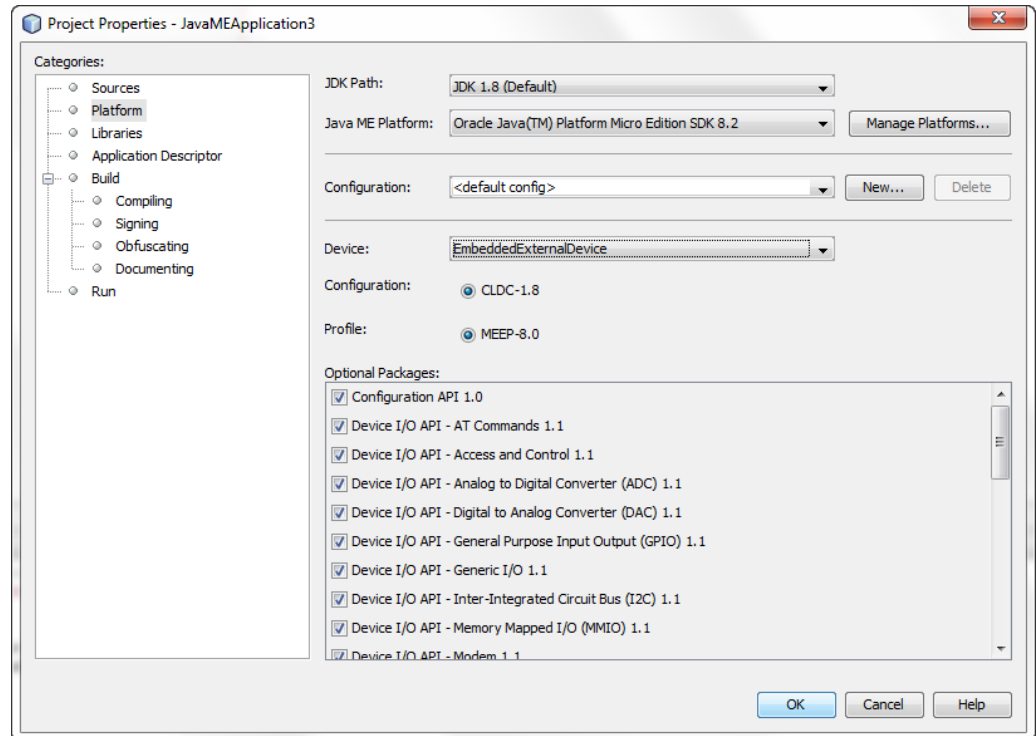 Project Properties - JavaMEApplication3
Categories:
Sources
Platform
Libraries
Application Descriptor
Build
Compiling
Signing
Obfuscating
Documenting
Run
JDK Path: JDK 1.8 (Default)
Java ME Platform: Oracle Java(TM) Platform Micro Edition SDK 8.2 Manage Platforms...
Configuration: <default config> New... Delete
Device: EmbeddedExternalDevice
Configuration: CLDC-1.8
Profile: MEEP-8.0
Optional Packages:
Configuration API 1.0
Device I/O API - AT Commands 1.1
Device I/O API - Access and Control 1.1
Device I/O API - Analog to Digital Converter (ADC) 1.1
Device I/O API - Digital to Analog Converter (DAC) 1.1
Device I/O API - General Purpose Input Output (GPIO) 1.1
Device I/O API - Generic I/O 1.1
Device I/O API - Inter-Integrated Circuit Bus (I2C) 1.1
Device I/O API - Memory Mapped I/O (MMIO) 1.1
Device I/O API - Modem 1.1
OK Cancel Help